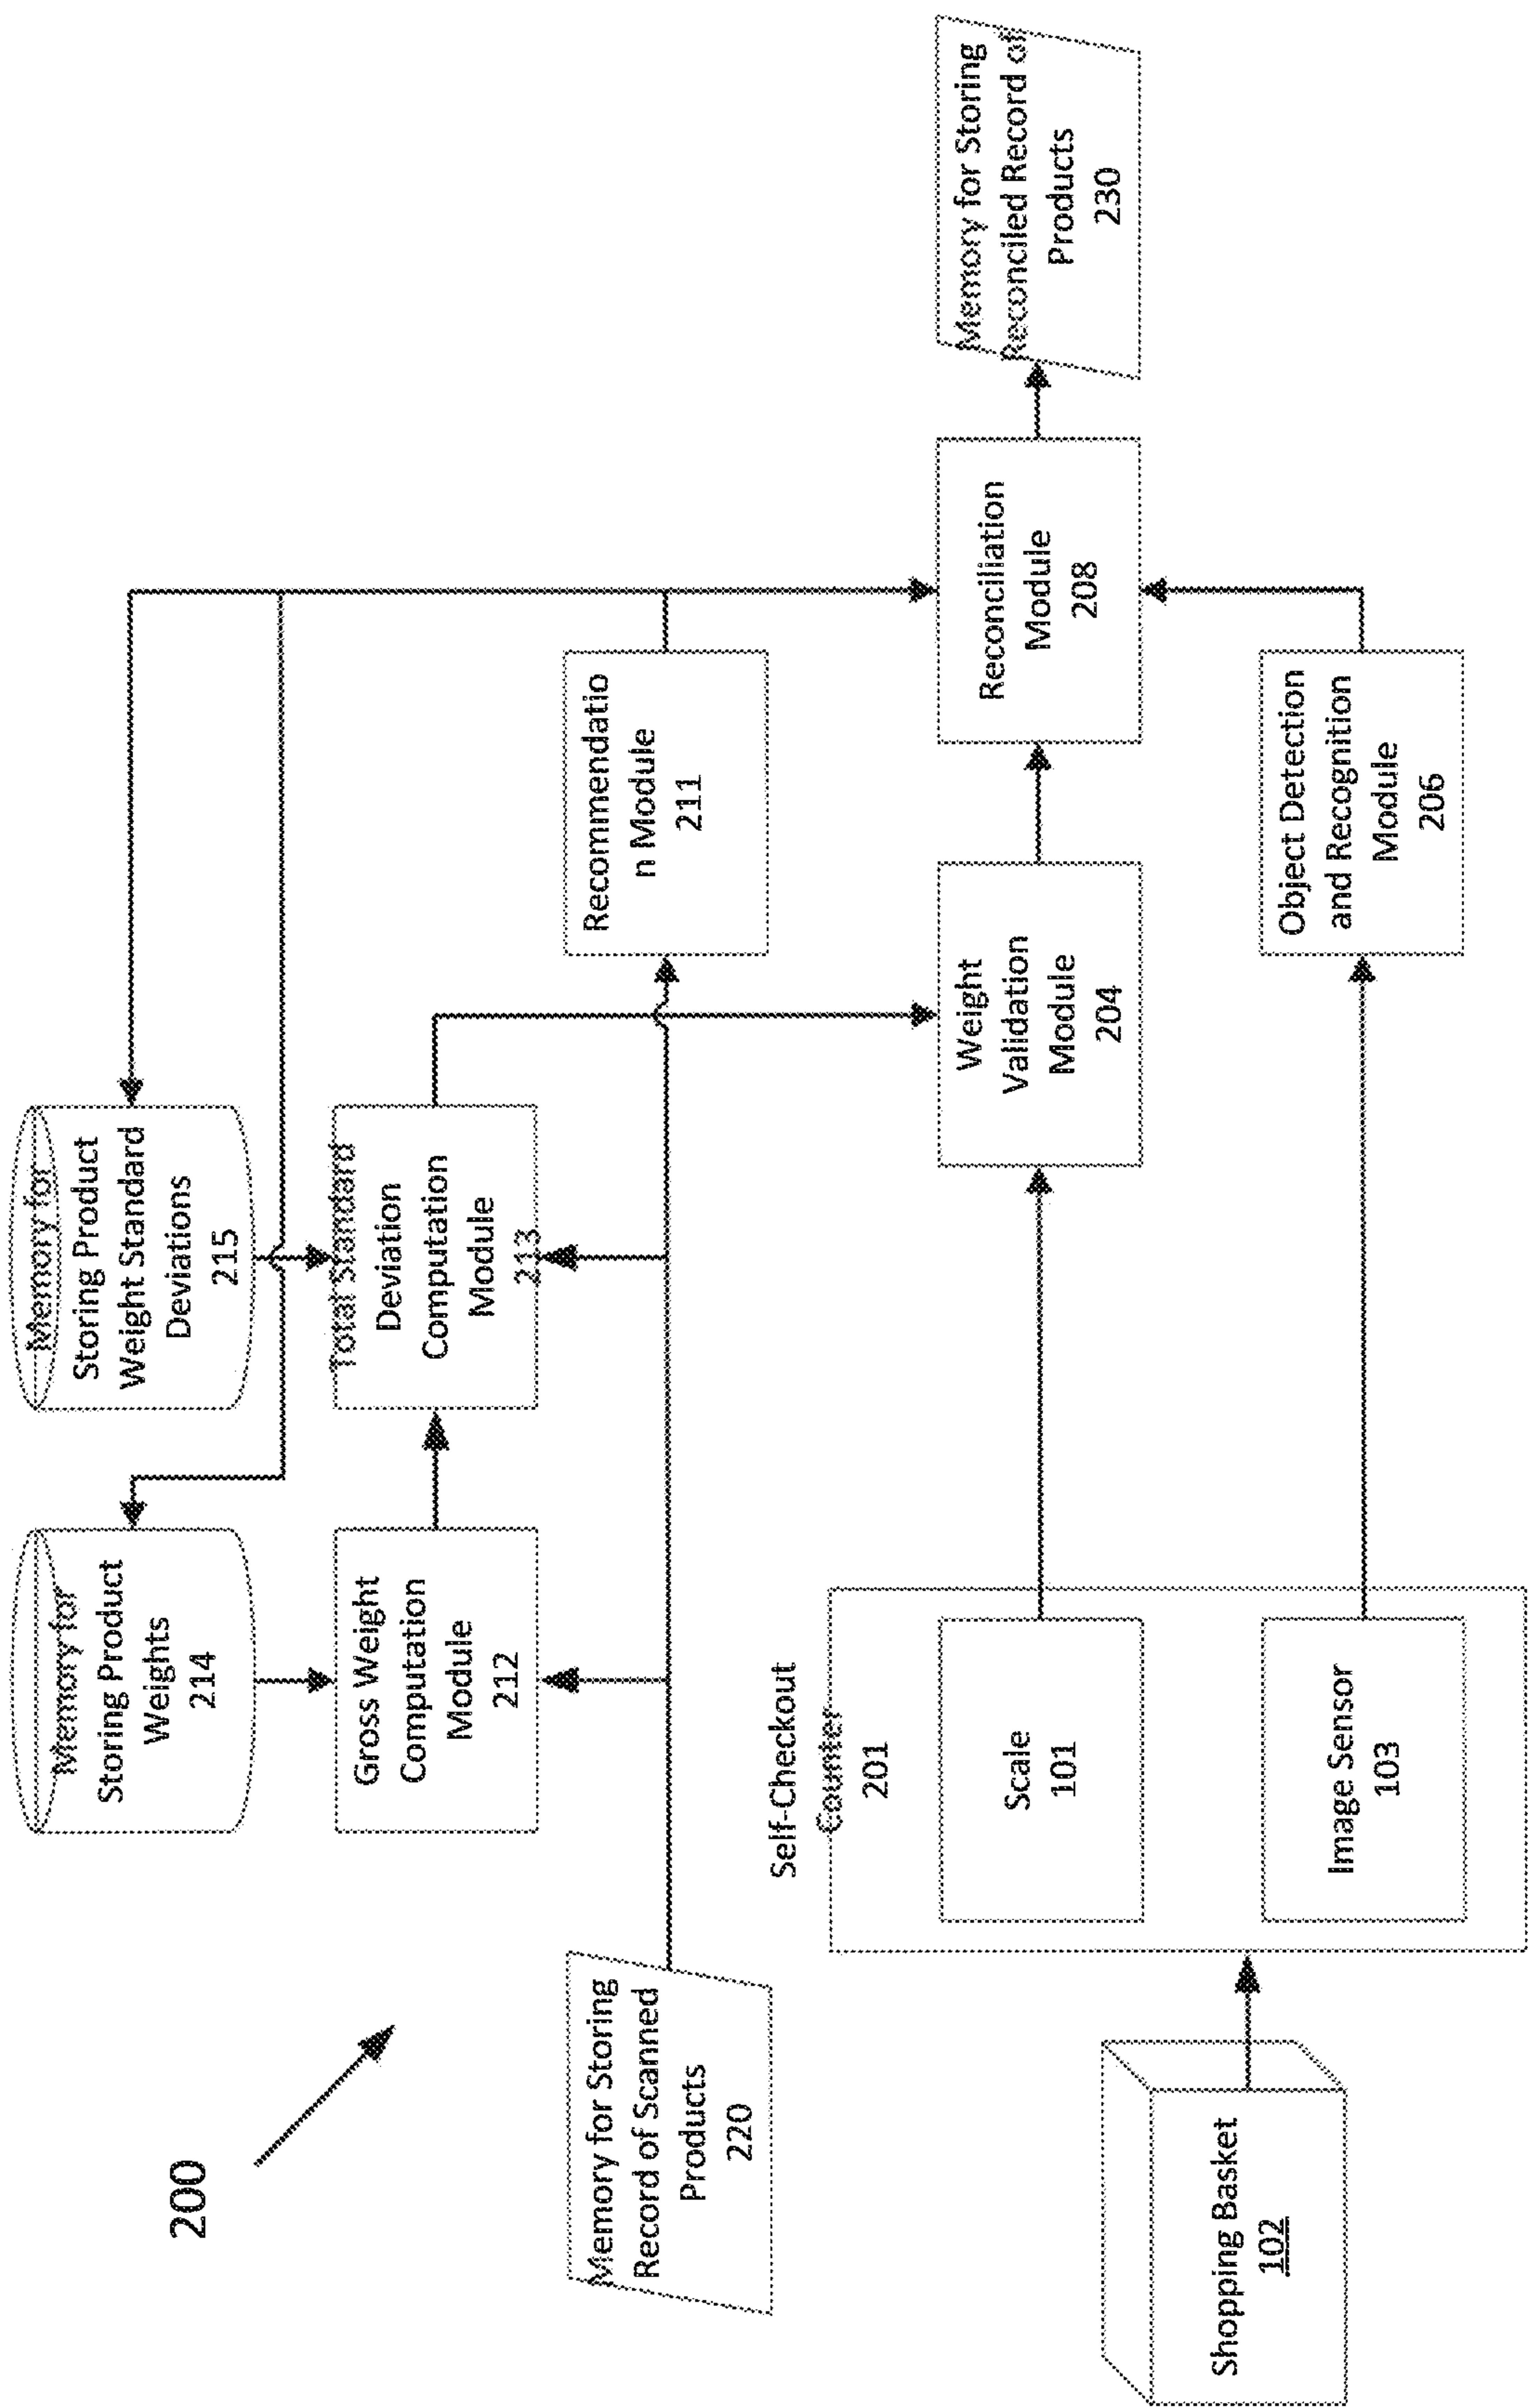 200
Memory for
Storing Product
Weights
214
Memory for
Storing Product
Weight Standard
Deviations
215
Gross Weight
Computation
Module
212
Total Standard
Deviation
Computation
Module
213
Memory for Storing
Record of Scanned
Products
220
Recommendatio
n Module
211
Self-Checkout
Counter
201
Scale
101
Weight
Validation
Module
204
Reconciliation
Module
208
Memory for Storing
Reconciled Record of
Products
230
Shopping Basket
102
Image Sensor
103
Object Detection
and Recognition
Module
206